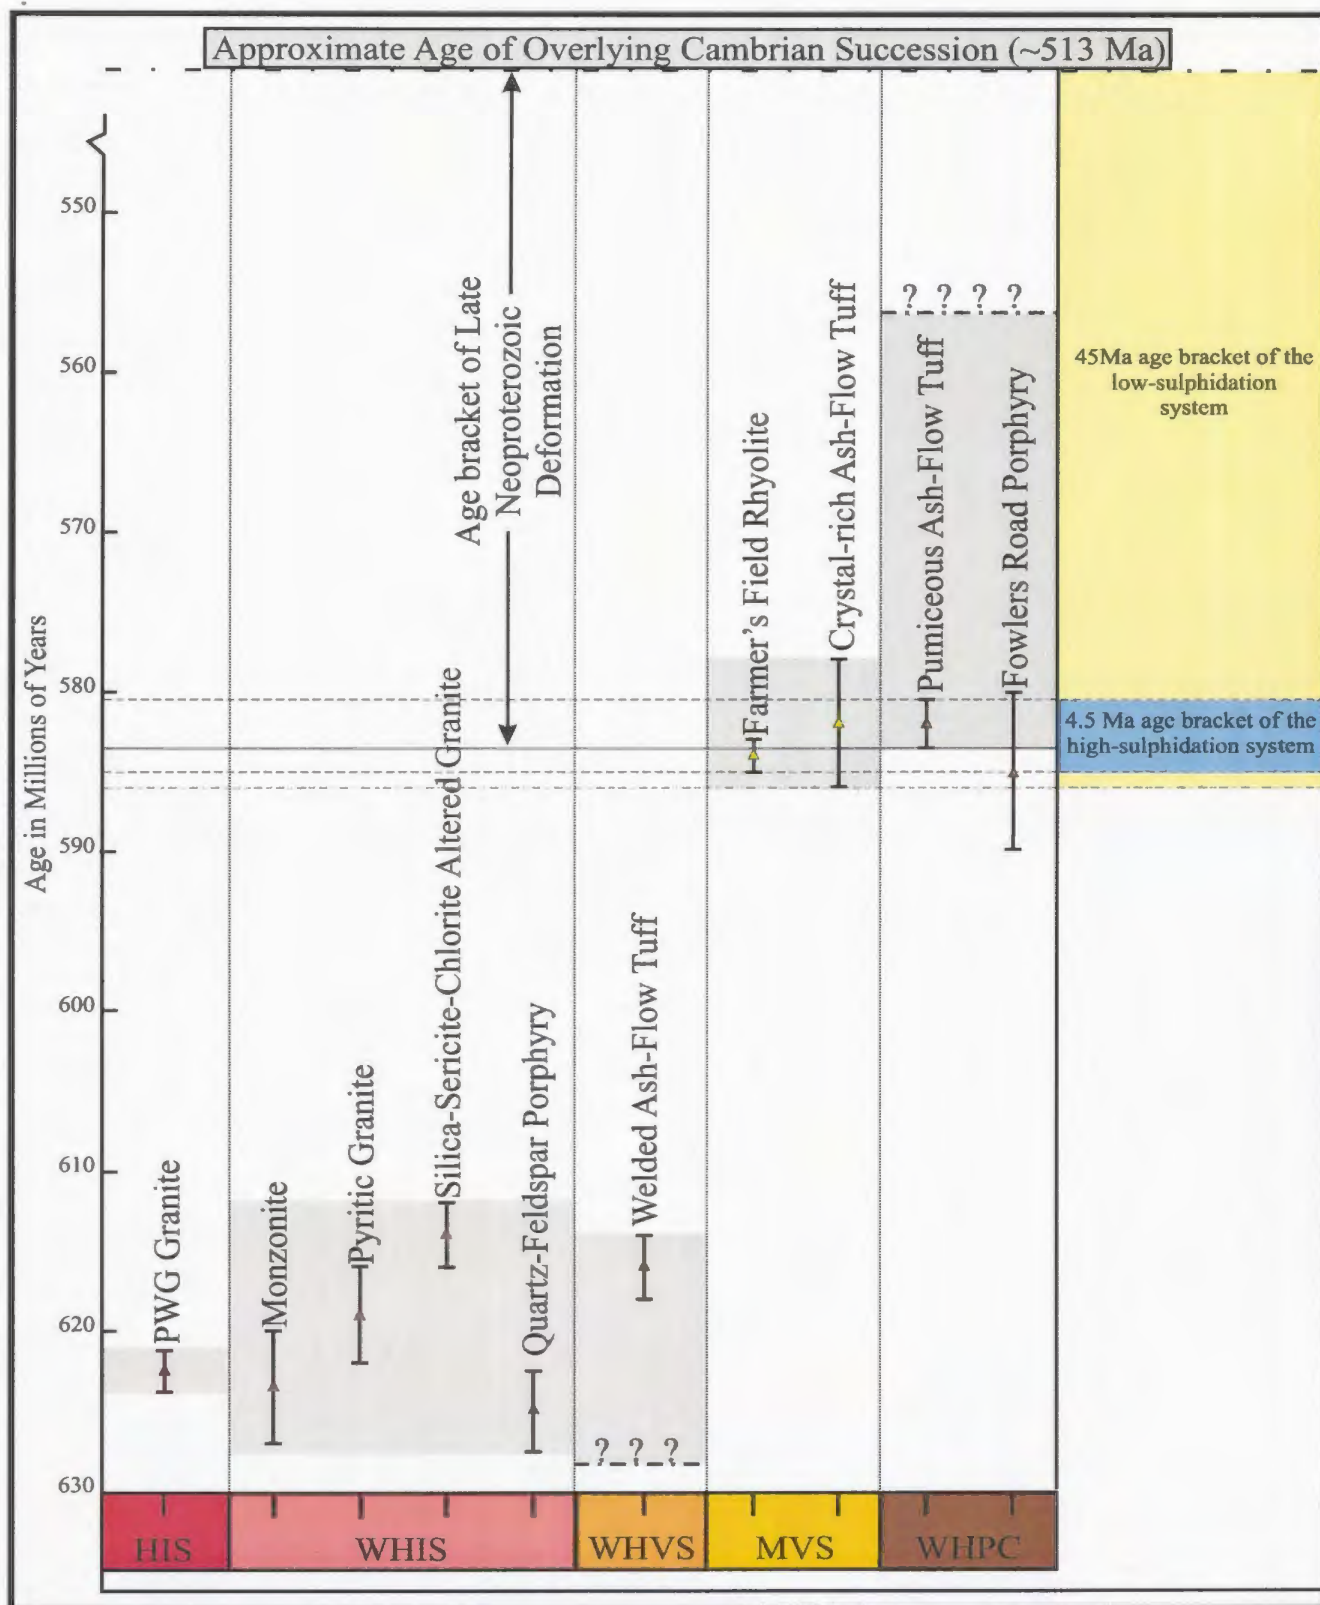 Approximate Age of Overlying Cambrian Succession (~513 Ma)
Age in Millions of Years
550
560
570
580
590
600
610
620
630
Age bracket of Late
Neoproterozoic
Deformation
PWG Granite
Monzonite
Pyritic Granite
Silica-Sericite-Chlorite Altered Granite
Quartz-Feldspar Porphyry
Welded Ash-Flow Tuff
? ? ?
Farmer's Field Rhyolite
Crystal-rich Ash-Flow Tuff
? ? ? ?
Pumiceous Ash-Flow Tuff
Fowlers Road Porphyry
45Ma age bracket of the
low-sulphidation
system
4.5 Ma age bracket of the
high-sulphidation system
HIS
WHIS
WHVS
MVS
WHPC